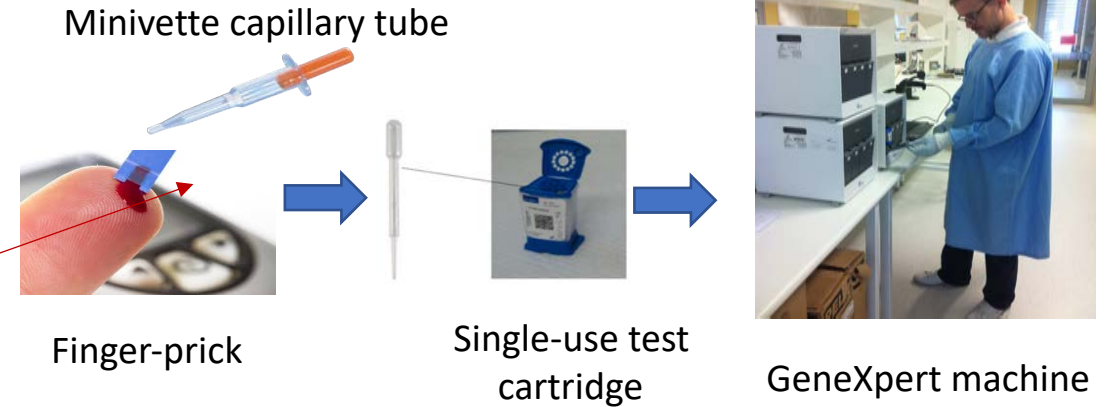 Minivette capillary tube
Finger-prick
Single-use test
cartridge
GeneXpert machine